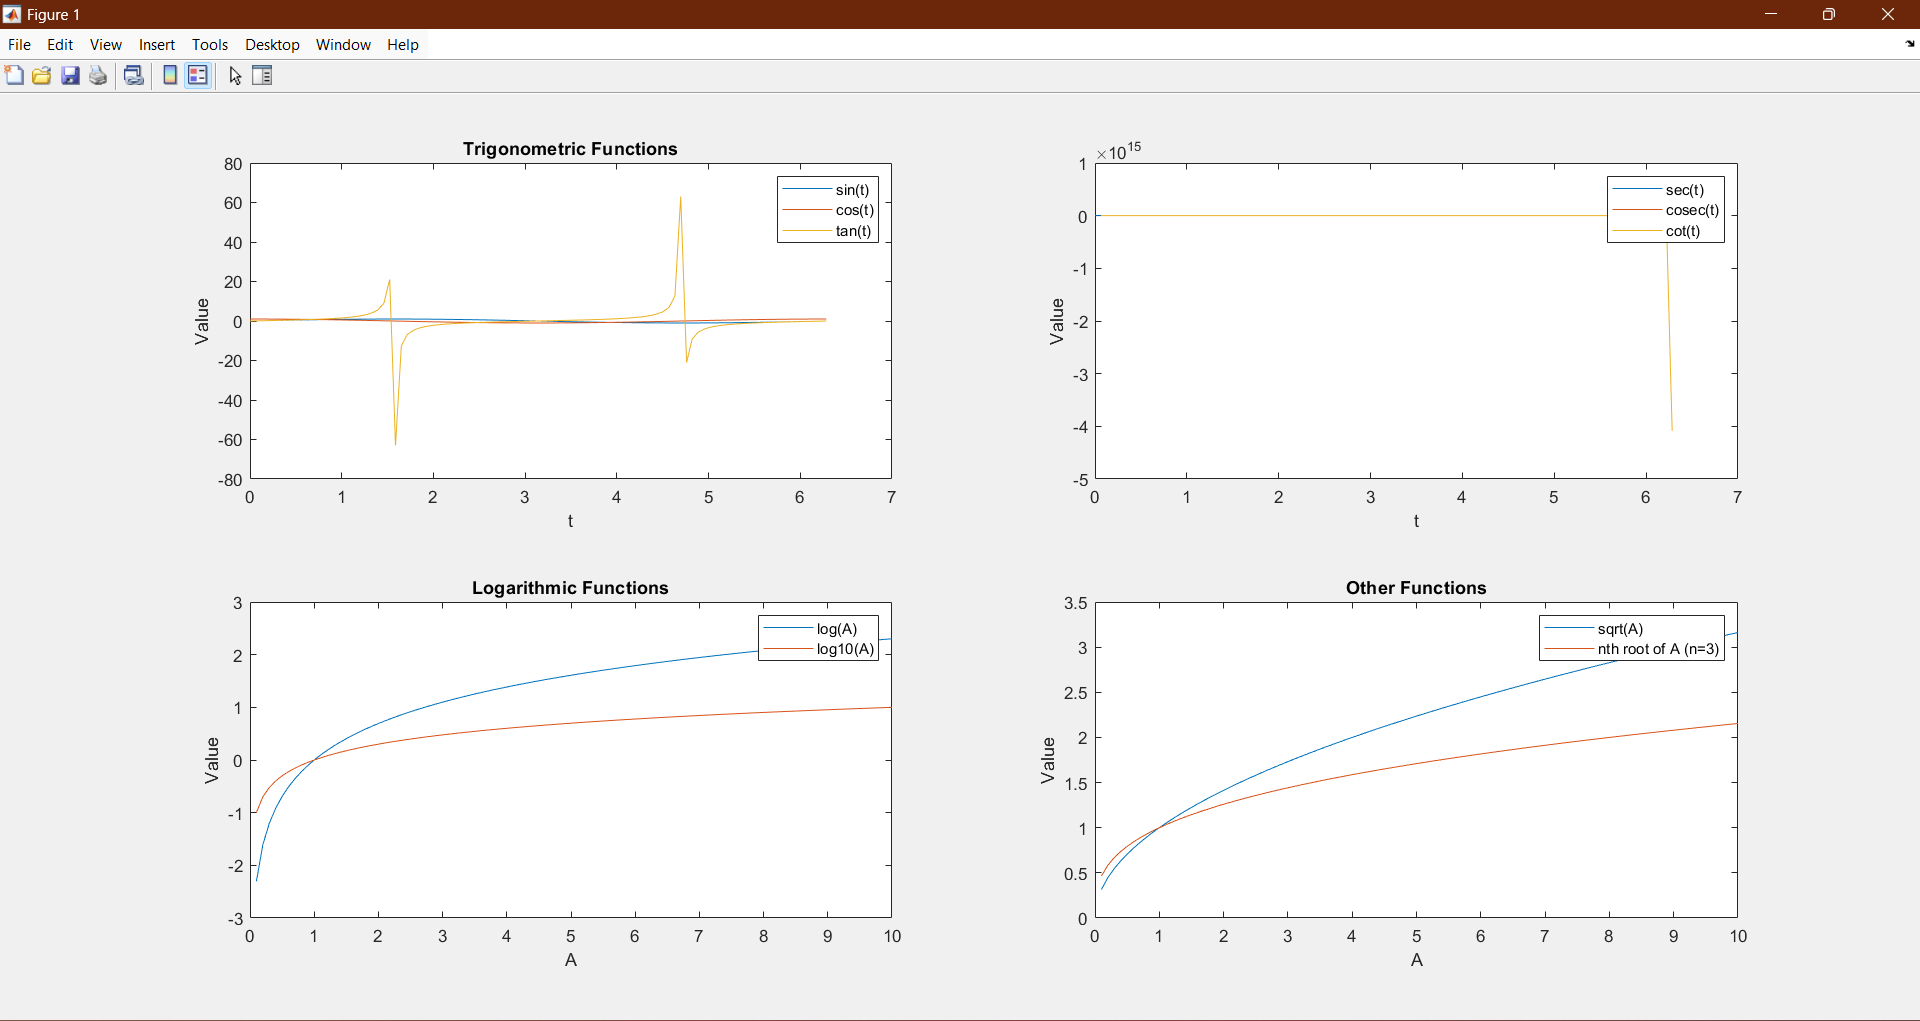 Figure 1
File Edit View Insert Tools Desktop Window Help
Trigonometric Functions
80
60
40
20
0
-20
-40
-60
-80
Value
0 1 2 3 4 5 6 7
t
sin(t)
cos(t)
tan(t)
×10^15
1
0
-1
-2
-3
-4
-5
Value
0 1 2 3 4 5 6 7
t
sec(t)
cosec(t)
cot(t)
Logarithmic Functions
3
2
1
0
-1
-2
-3
Value
0 1 2 3 4 5 6 7 8 9 10
A
log(A)
log10(A)
Other Functions
3.5
3
2.5
2
1.5
1
0.5
0
Value
0 1 2 3 4 5 6 7 8 9 10
A
sqrt(A)
nth root of A (n=3)